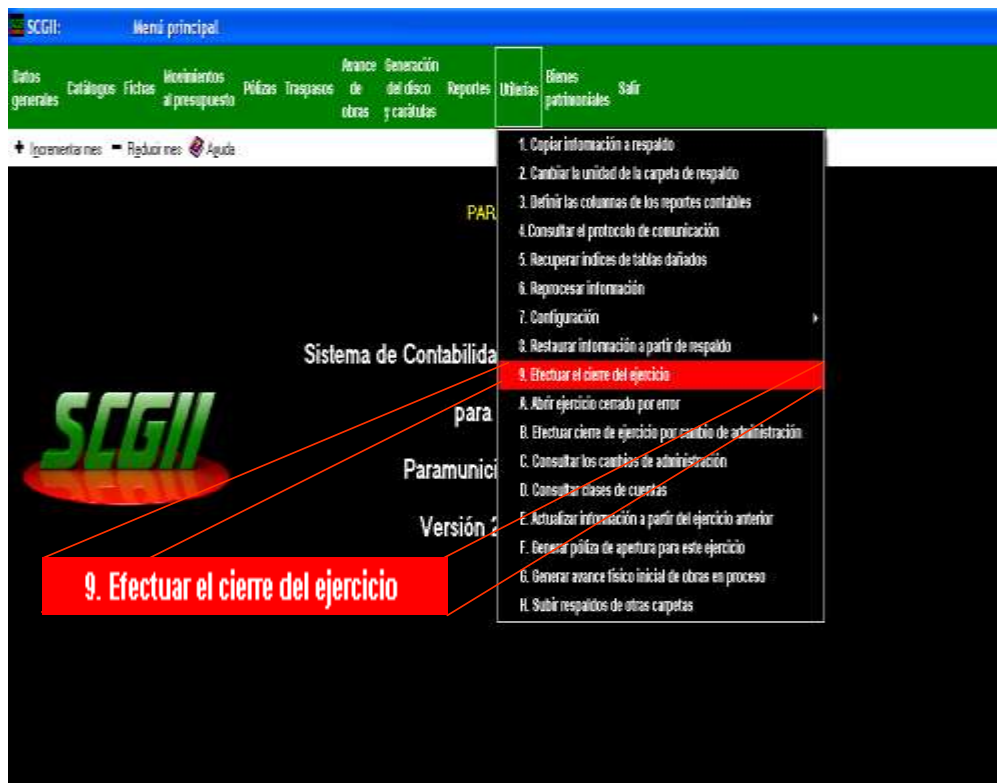 SCGII: Menú principal
Datos generales
Catálogos
Fichas
Movimientos al presupuesto
Pólizas
Traspasos
Avance de obras
Generación del disco y carátulas
Reportes
Utilerías
Bienes patrimoniales
Salir
+ Incrementar mes - Reducir mes Ayuda
1. Copiar información a respaldo
2. Cambiar la unidad de la carpeta de respaldo
3. Definir las columnas de los reportes contables
4. Consultar el protocolo de comunicación
5. Recuperar índices de tablas dañados
6. Reprocesar información
7. Configuración
8. Restaurar información a partir de respaldo
9. Efectuar el cierre del ejercicio
A. Abrir ejercicio cerrado por error
B. Efectuar cierre de ejercicio por cambio de administración
C. Consultar los cambios de administración
D. Consultar clases de cuentas
E. Actualizar información a partir del ejercicio anterior
F. Generar póliza de apertura para este ejercicio
G. Generar avance físico inicial de obras en proceso
H. Subir respaldos de otras carpetas
PAR
Sistema de Contabilida
para
Paramunici
Versión 2
SCGII
9. Efectuar el cierre del ejercicio